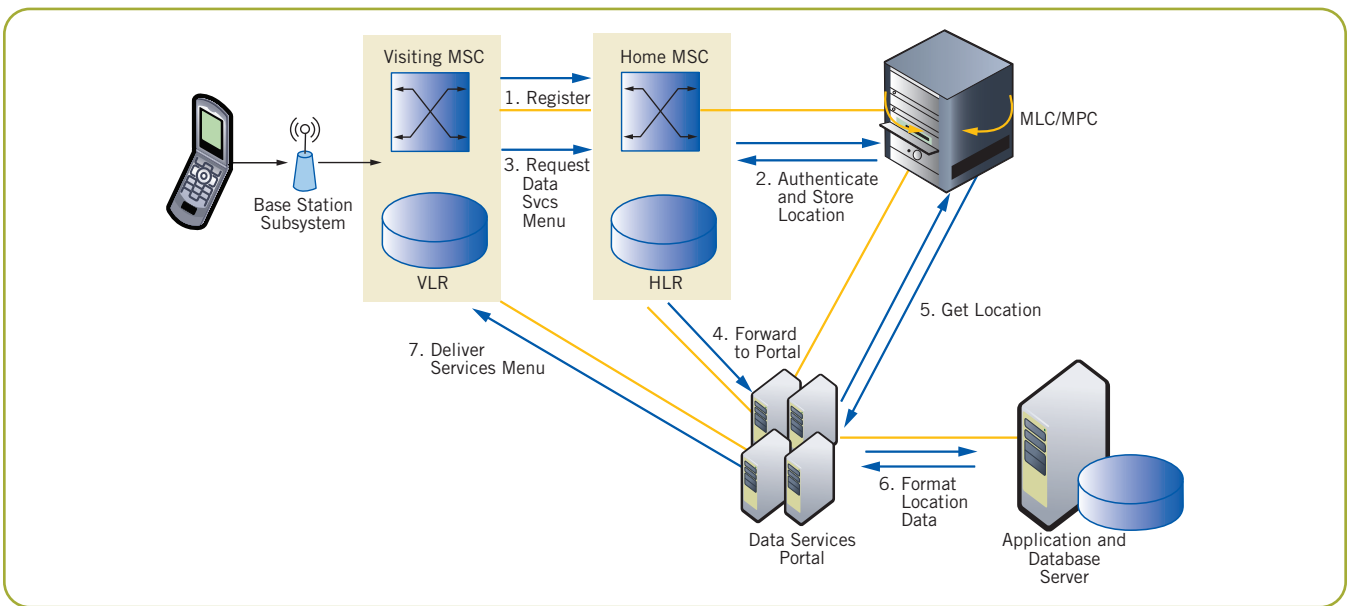 Visiting MSC
Home MSC
1. Register
MLC/MPC
3. Request
Data
Svcs
Menu
2. Authenticate
and Store
Location
Base Station
Subsystem
VLR
HLR
5. Get Location
4. Forward
to Portal
7. Deliver
Services Menu
6. Format
Location
Data
Data Services
Portal
Application and
Database
Server